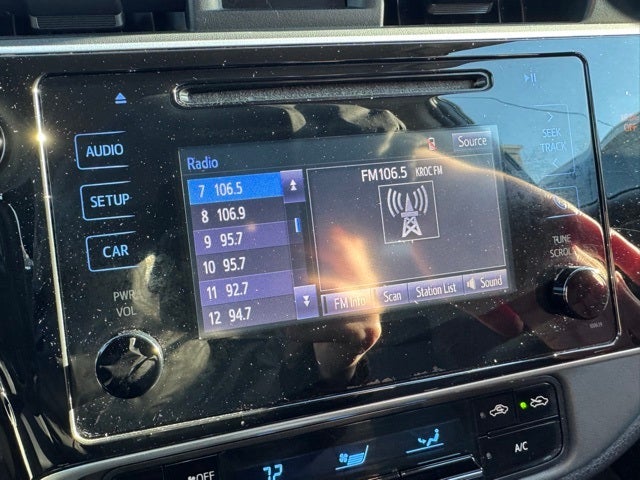 AUDIO
SETUP
CAR
PWR
VOL
Radio
Source
7 106.5
8 106.9
9 95.7
10 95.7
11 92.7
12 94.7
FM106.5 KROC FM
FM Info
Scan
Station List
Sound
SEEK
TRACK
TUNE
SCROLL
OFF
72
A/C